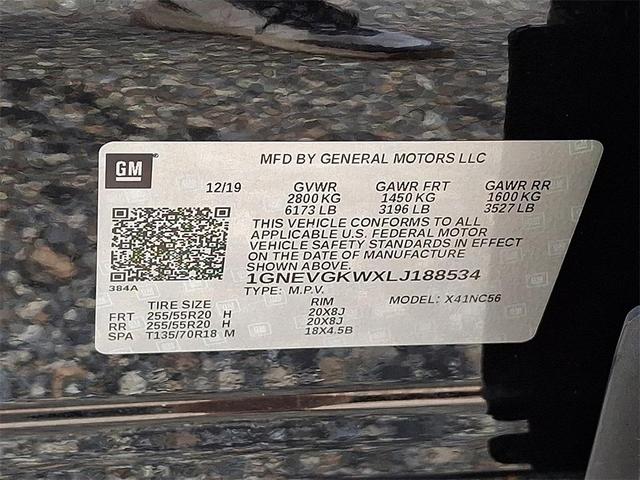 GM
MFD BY GENERAL MOTORS LLC
12/19 GVWR GAWR FRT GAWR RR
2800 KG 1450 KG 1600 KG
6173 LB 3196 LB 3527 LB
THIS VEHICLE CONFORMS TO ALL
APPLICABLE U.S. FEDERAL MOTOR
VEHICLE SAFETY STANDARDS IN EFFECT
ON THE DATE OF MANUFACTURE
SHOWN ABOVE.
384A
1GNEVGKWXLJ188534
TYPE: M.P.V. MODEL: X41NC56
TIRE SIZE RIM
FRT 255/55R20 H 20X8J
RR 255/55R20 H 20X8J
SPA T135/70R18 M 18X4.5B